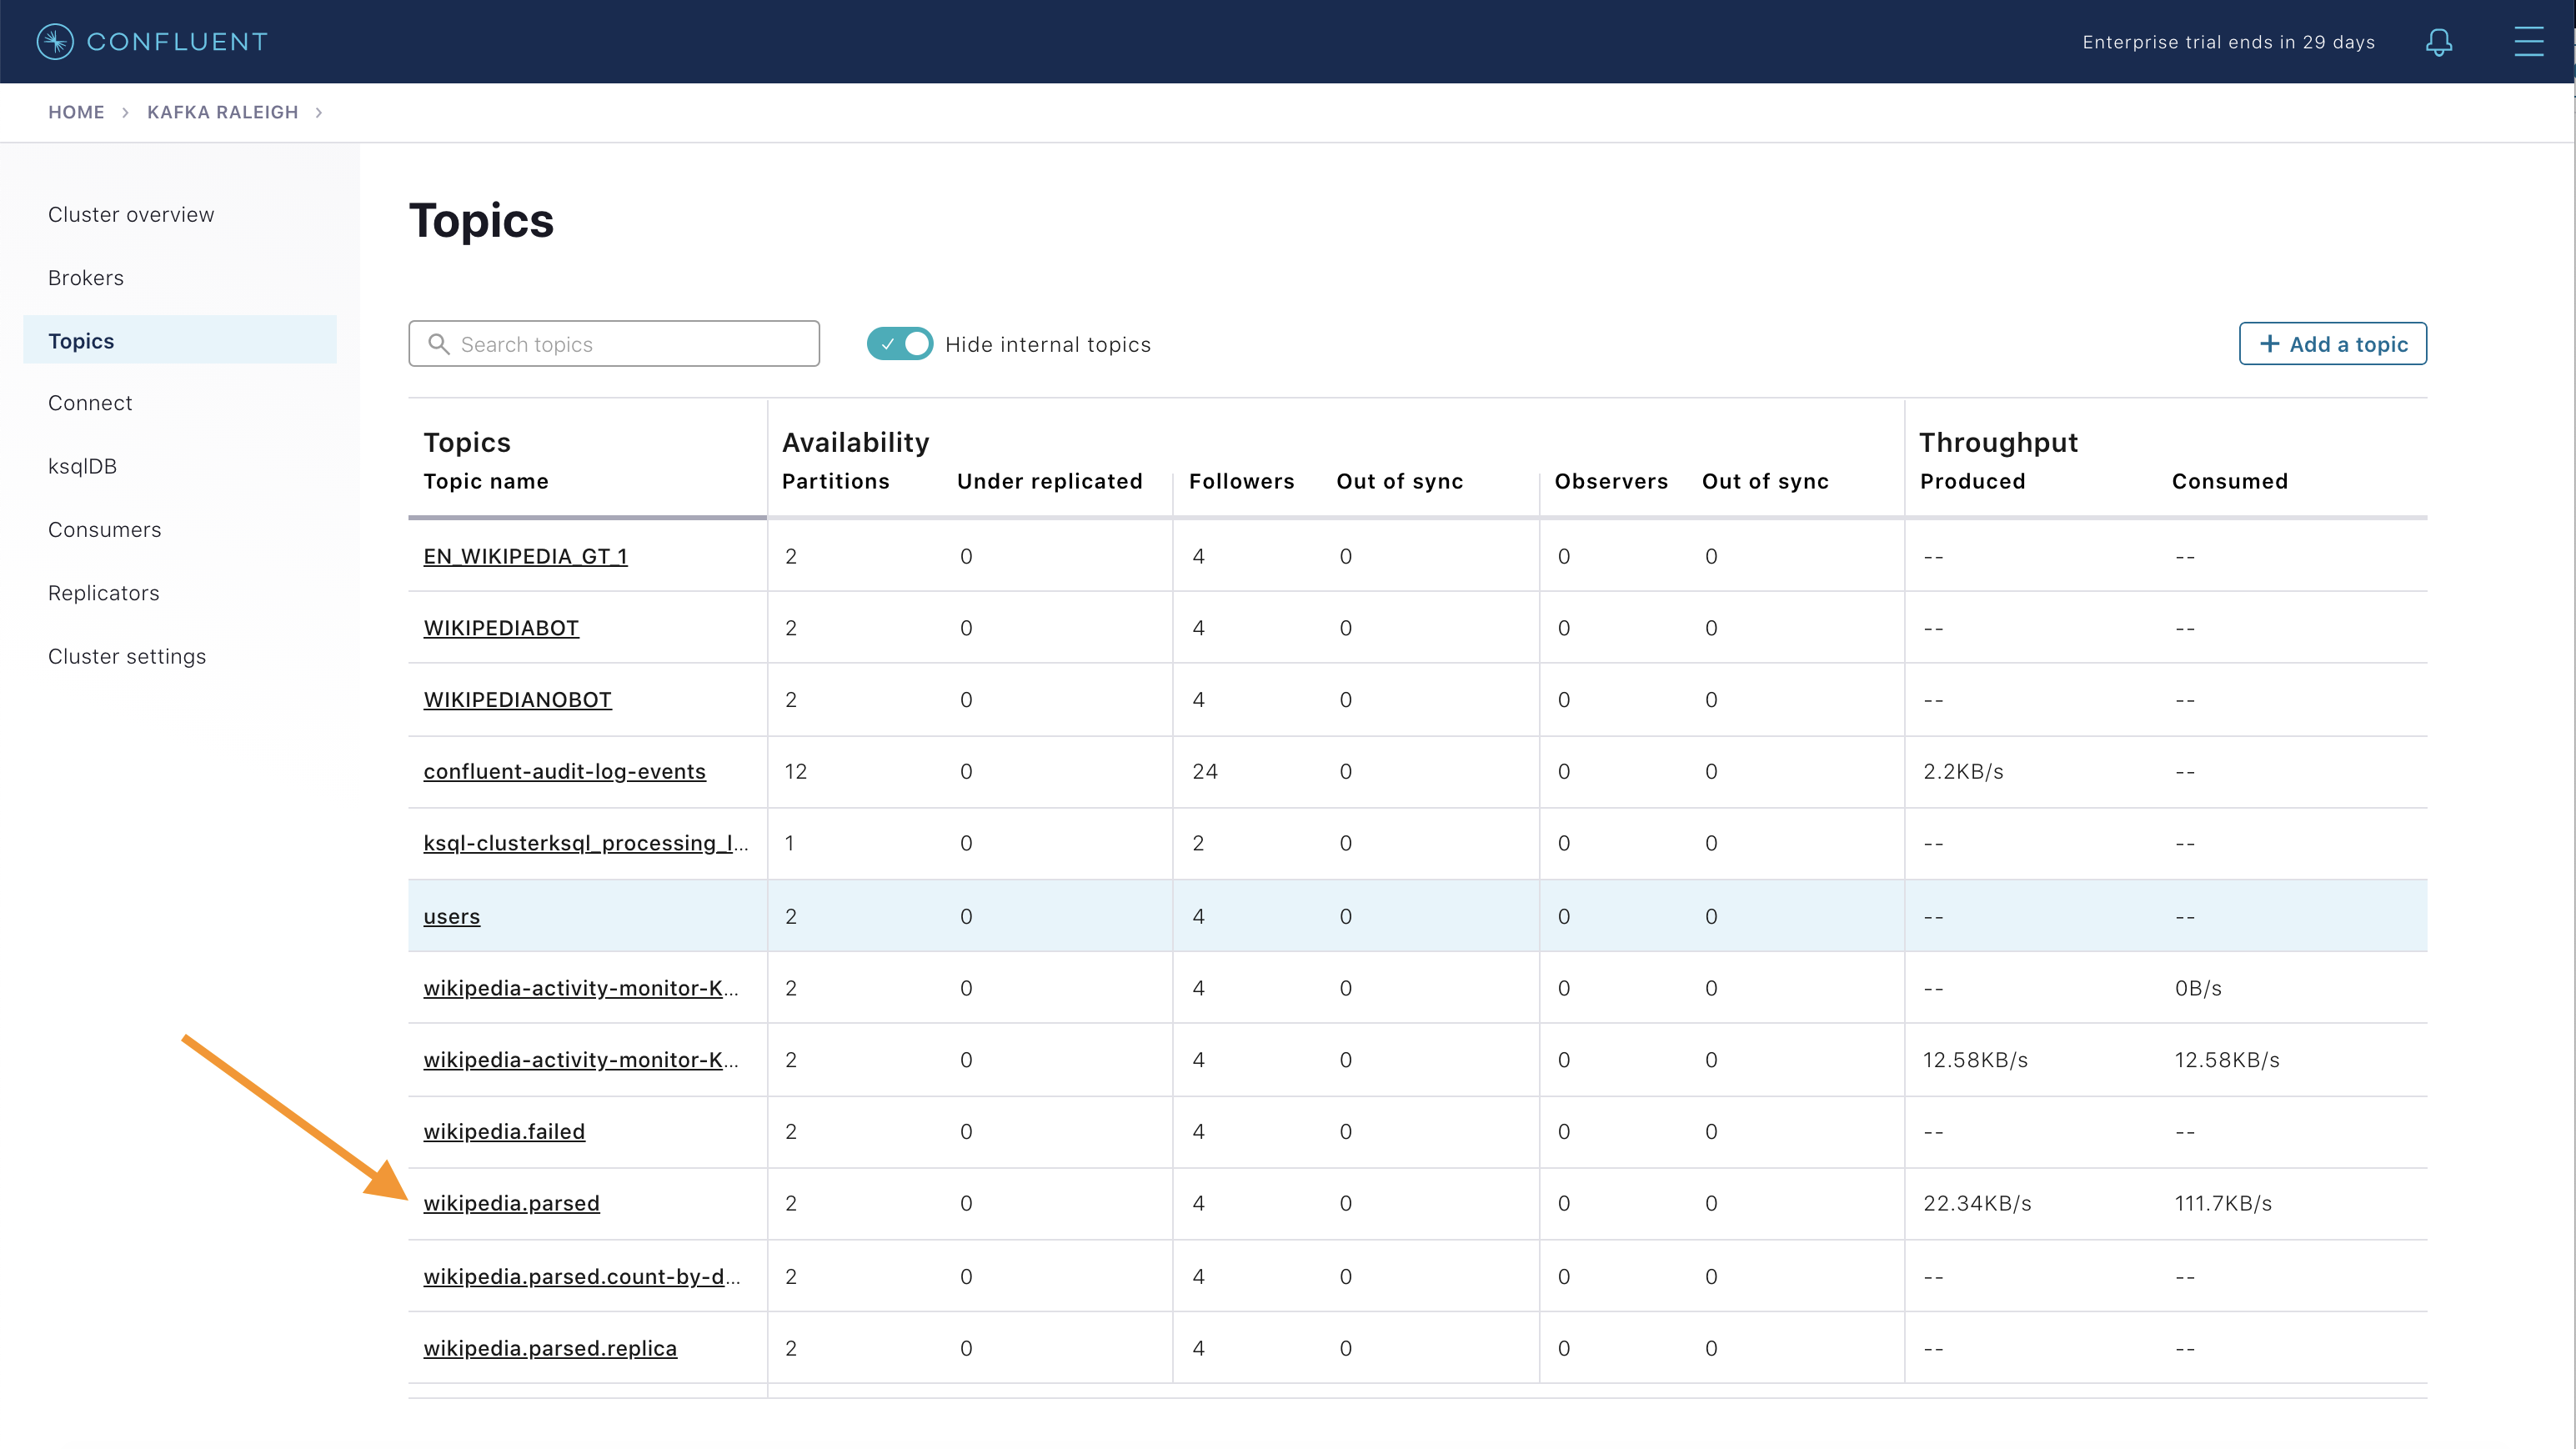 CONFLUENT
Enterprise trial ends in 29 days
HOME > KAFKA RALEIGH >
Cluster overview
Brokers
Topics
Connect
ksqlDB
Consumers
Replicators
Cluster settings
Topics
Search topics
Hide internal topics
+ Add a topic
Topics Availability Throughput
Topic name Partitions Under replicated Followers Out of sync Observers Out of sync Produced Consumed
EN_WIKIPEDIA_GT_1 2 0 4 0 0 0 -- --
WIKIPEDIABOT 2 0 4 0 0 0 -- --
WIKIPEDIANOBOT 2 0 4 0 0 0 -- --
confluent-audit-log-events 12 0 24 0 0 0 2.2KB/s --
ksql-clusterksql_processing_l... 1 0 2 0 0 0 -- --
users 2 0 4 0 0 0 -- --
wikipedia-activity-monitor-K... 2 0 4 0 0 0 -- 0B/s
wikipedia-activity-monitor-K... 2 0 4 0 0 0 12.58KB/s 12.58KB/s
wikipedia.failed 2 0 4 0 0 0 -- --
wikipedia.parsed 2 0 4 0 0 0 22.34KB/s 111.7KB/s
wikipedia.parsed.count-by-d... 2 0 4 0 0 0 -- --
wikipedia.parsed.replica 2 0 4 0 0 0 -- --